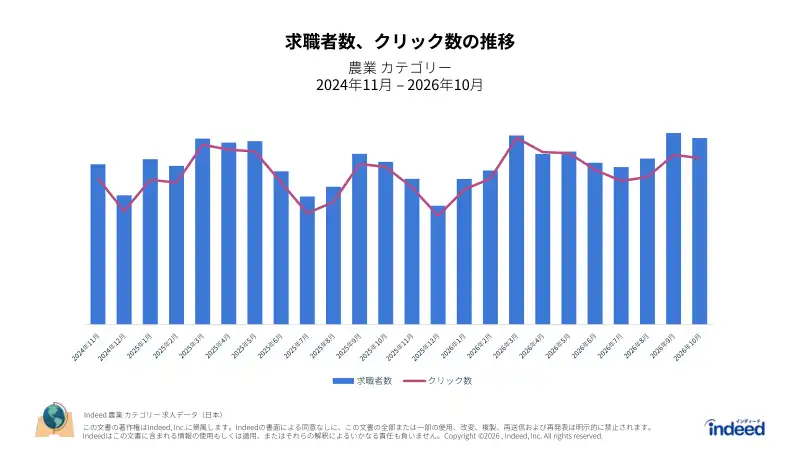 求職者数、クリック数の推移
農業 カテゴリー
2024年11月 – 2026年10月
2024年11月
2024年12月
2025年1月
2025年2月
2025年3月
2025年4月
2025年5月
2025年6月
2025年7月
2025年8月
2025年9月
2025年10月
2025年11月
2025年12月
2026年1月
2026年2月
2026年3月
2026年4月
2026年5月
2026年6月
2026年7月
2026年8月
2026年9月
2026年10月
求職者数 クリック数
Indeed 農業 カテゴリー 求人データ（日本）
この文書の著作権はIndeed, Inc.に帰属します。Indeedの書面による同意なしに、この文書の全部または一部の使用、改変、複製、再送信および再発表は明示的に禁止されます。
Indeedはこの文書に含まれる情報の使用もしくは適用、またはそれらの解釈によるいかなる責任も負いません。Copyright ©2026 , Indeed, Inc. All rights reserved.
インディード
indeed